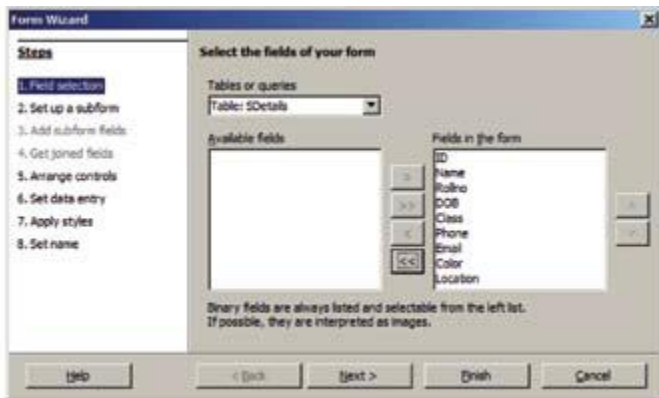 Form Wizard
Steps
1. Field selection
2. Set up a subform
3. Add subform fields
4. Get joined fields
5. Arrange controls
6. Set data entry
7. Apply styles
8. Set name
Select the fields of your form
Tables or queries
Table: SDetails
Available fields
Fields in the form
ID
Name
Rollno
DOB
Class
Phone
Email
Color
Location
>
>>
<
<<
Binary fields are always listed and selectable from the left list.
If possible, they are interpreted as images.
Help
< Back
Next >
Finish
Cancel